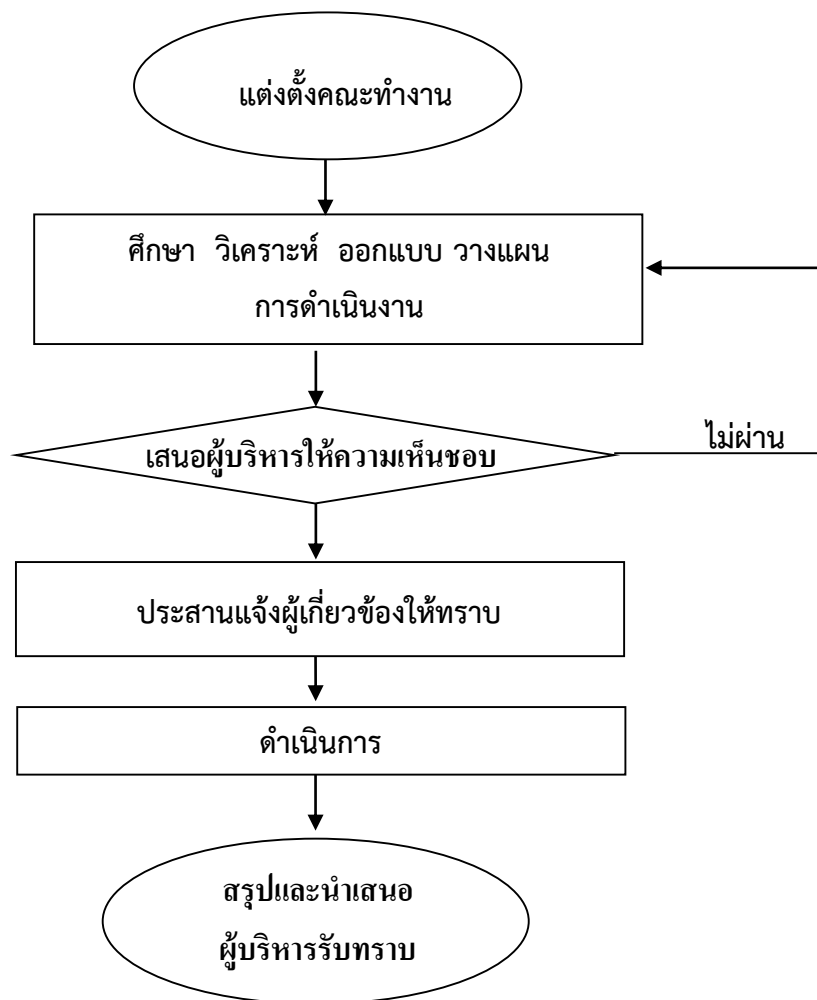 แต่งตั้งคณะทำงาน
ศึกษา วิเคราะห์ ออกแบบ วางแผน
การดำเนินงาน
เสนอผู้บริหารให้ความเห็นชอบ
ไม่ผ่าน
ประสานแจ้งผู้เกี่ยวข้องให้ทราบ
ดำเนินการ
สรุปและนำเสนอ
ผู้บริหารรับทราบ